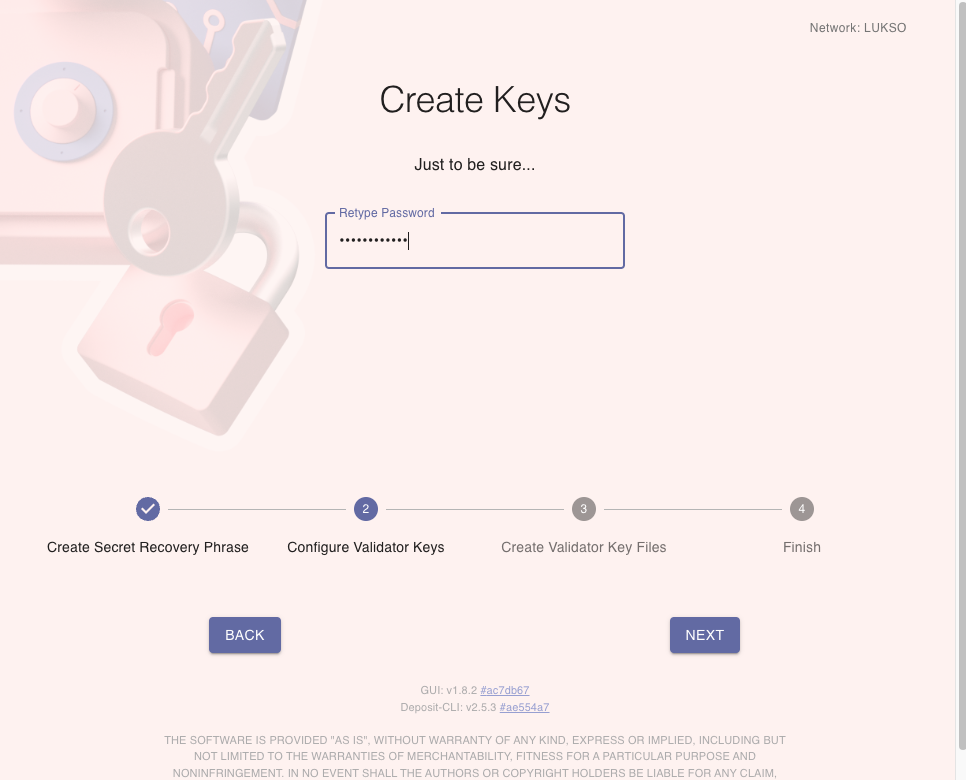 Network: LUKSO
Create Keys
Just to be sure...
Retype Password
••••••••••••
2
3
4
Create Secret Recovery Phrase
Configure Validator Keys
Create Validator Key Files
Finish
BACK
NEXT
GUI: v1.8.2 #ac7db67
Deposit-CLI: v2.5.3 #ae554a7
THE SOFTWARE IS PROVIDED "AS IS", WITHOUT WARRANTY OF ANY KIND, EXPRESS OR IMPLIED, INCLUDING BUT
NOT LIMITED TO THE WARRANTIES OF MERCHANTABILITY, FITNESS FOR A PARTICULAR PURPOSE AND
NONINFRINGEMENT. IN NO EVENT SHALL THE AUTHORS OR COPYRIGHT HOLDERS BE LIABLE FOR ANY CLAIM,